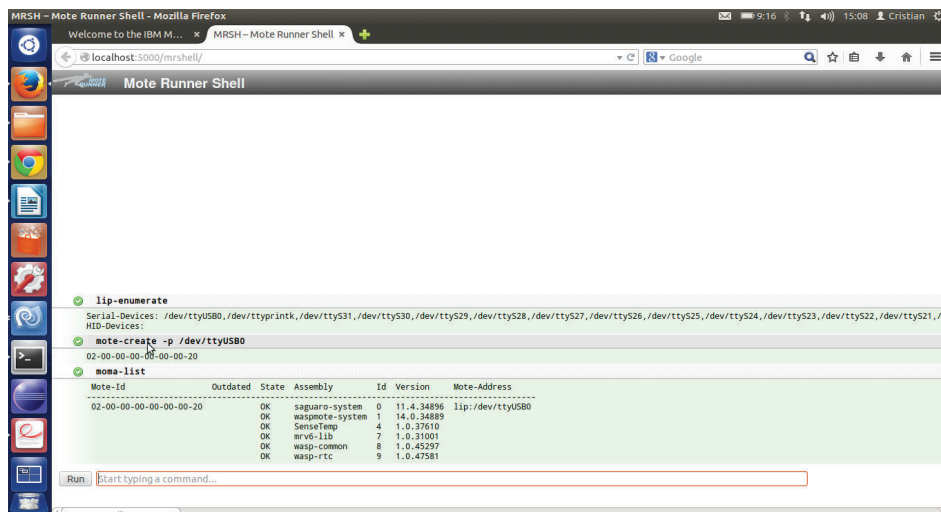 MRSH – Mote Runner Shell - Mozilla Firefox 9:16 15:08 Cristian
Welcome to the IBM M... × MRSH – Mote Runner Shell ×
localhost:5000/mrshell/ Google
MOTE RUNNER Mote Runner Shell
lip-enumerate
Serial-Devices: /dev/ttyUSB0,/dev/ttyprintk,/dev/ttyS31,/dev/ttyS30,/dev/ttyS29,/dev/ttyS28,/dev/ttyS27,/dev/ttyS26,/dev/ttyS25,/dev/ttyS24,/dev/ttyS23,/dev/ttyS22,/dev/ttyS21,/
HID-Devices:
mote-create -p /dev/ttyUSB0
02-00-00-00-00-00-00-20
moma-list
Mote-Id Outdated State Assembly Id Version Mote-Address
02-00-00-00-00-00-00-20 OK saguaro-system 0 11.4.34896 lip:/dev/ttyUSB0
OK waspmote-system 1 14.0.34889
OK SenseTemp 4 1.0.37610
OK mrv6-lib 7 1.0.31001
OK wasp-common 8 1.0.45297
OK wasp-rtc 9 1.0.47581
Run Start typing a command...